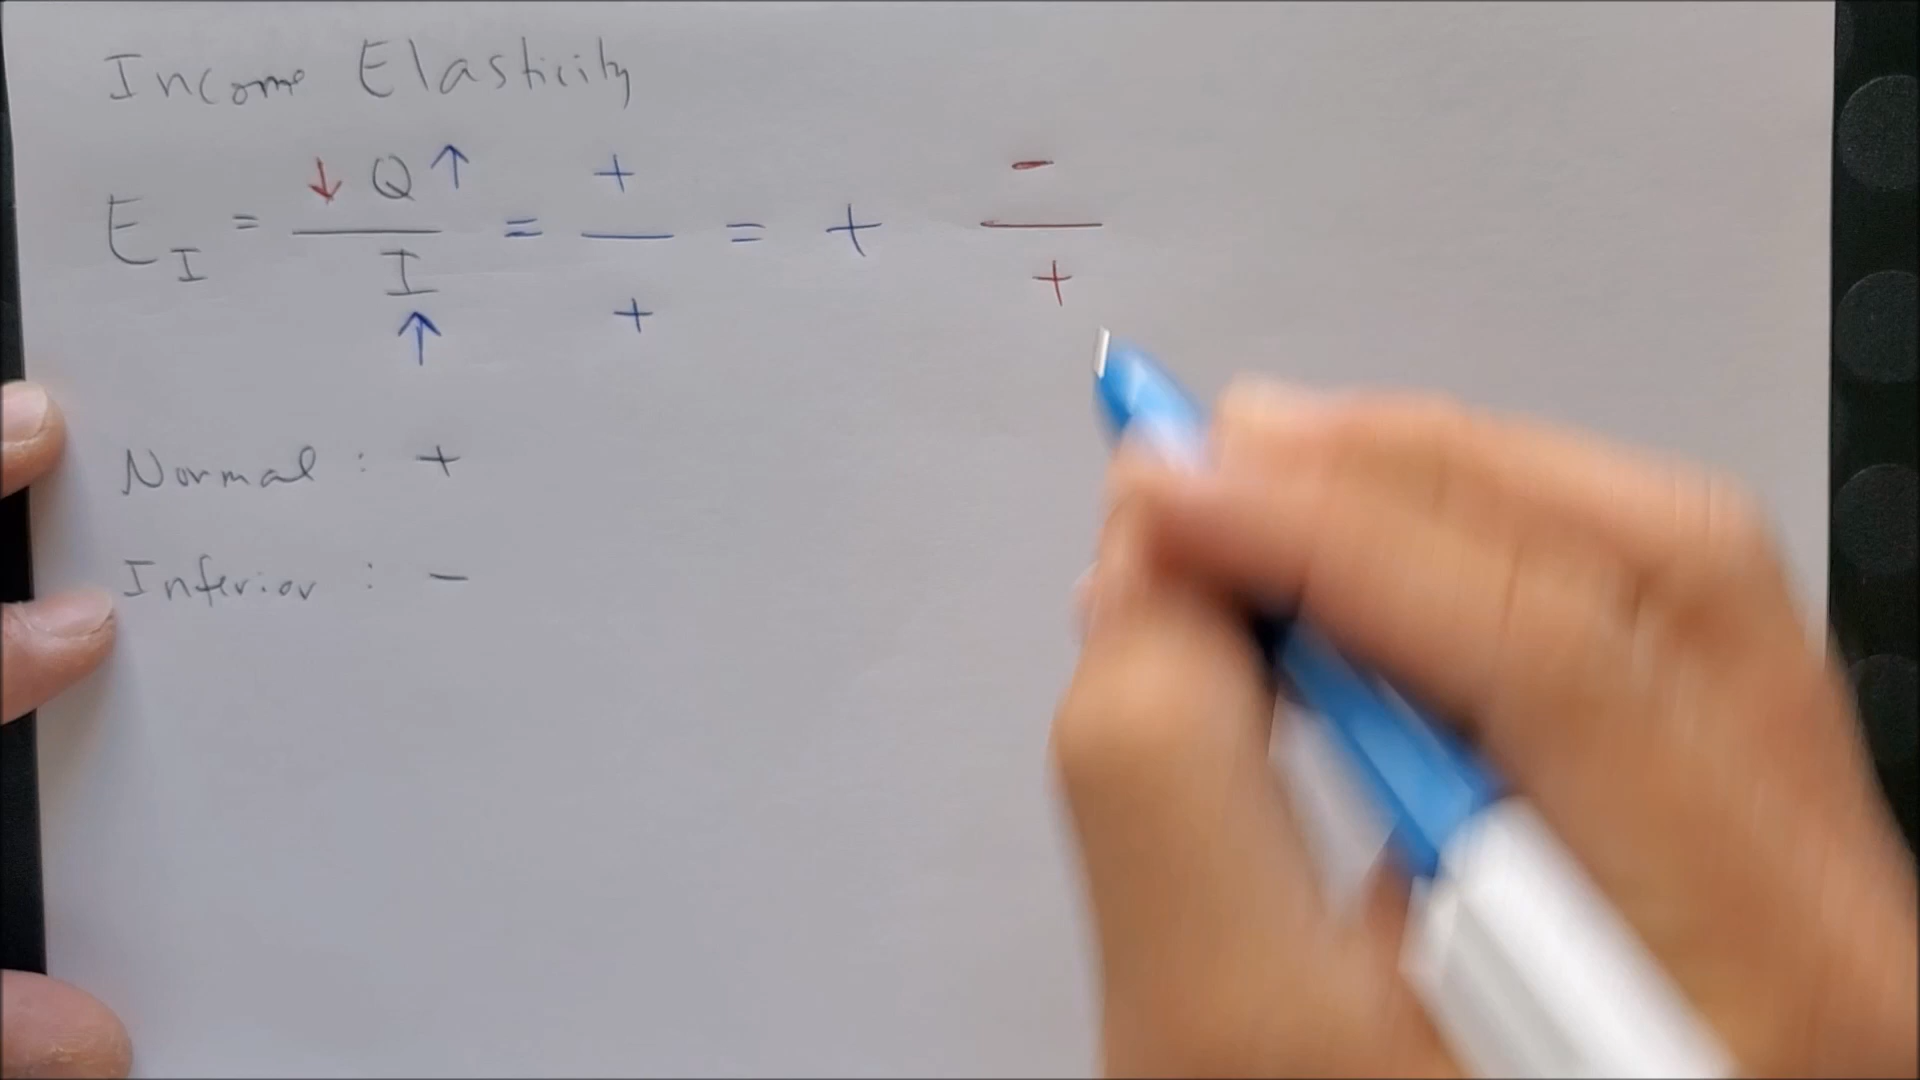 Income Elasticity
↓ Q ↑ + -
E_I = ——— = —— = + ——
I + +
↑
Normal : +
Inferior : -